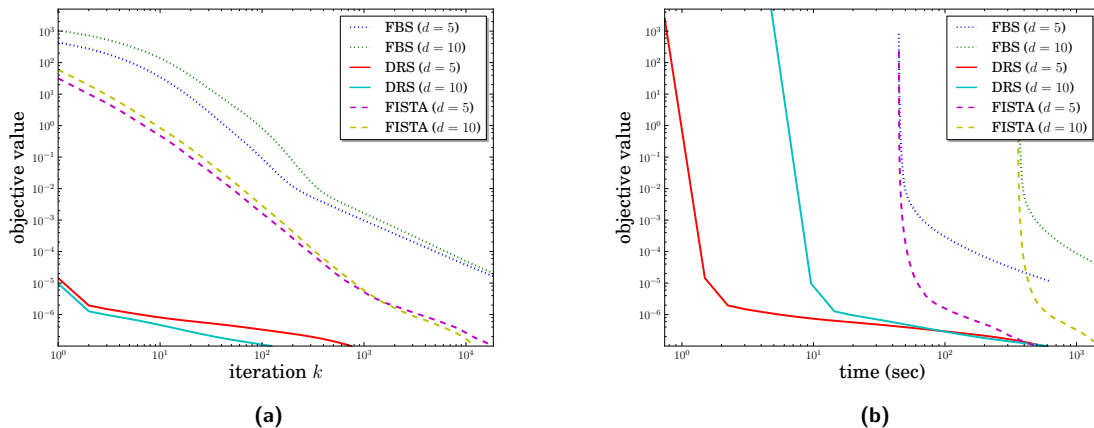 objective value
10³
10²
10¹
10⁰
10⁻¹
10⁻²
10⁻³
10⁻⁴
10⁻⁵
10⁻⁶
FBS (d = 5)
FBS (d = 10)
DRS (d = 5)
DRS (d = 10)
FISTA (d = 5)
FISTA (d = 10)
10⁰ 10¹ 10² 10³ 10⁴
iteration k
(a)
objective value
10³
10²
10¹
10⁰
10⁻¹
10⁻²
10⁻³
10⁻⁴
10⁻⁵
10⁻⁶
FBS (d = 5)
FBS (d = 10)
DRS (d = 5)
DRS (d = 10)
FISTA (d = 5)
FISTA (d = 10)
10⁰ 10¹ 10² 10³
time (sec)
(b)